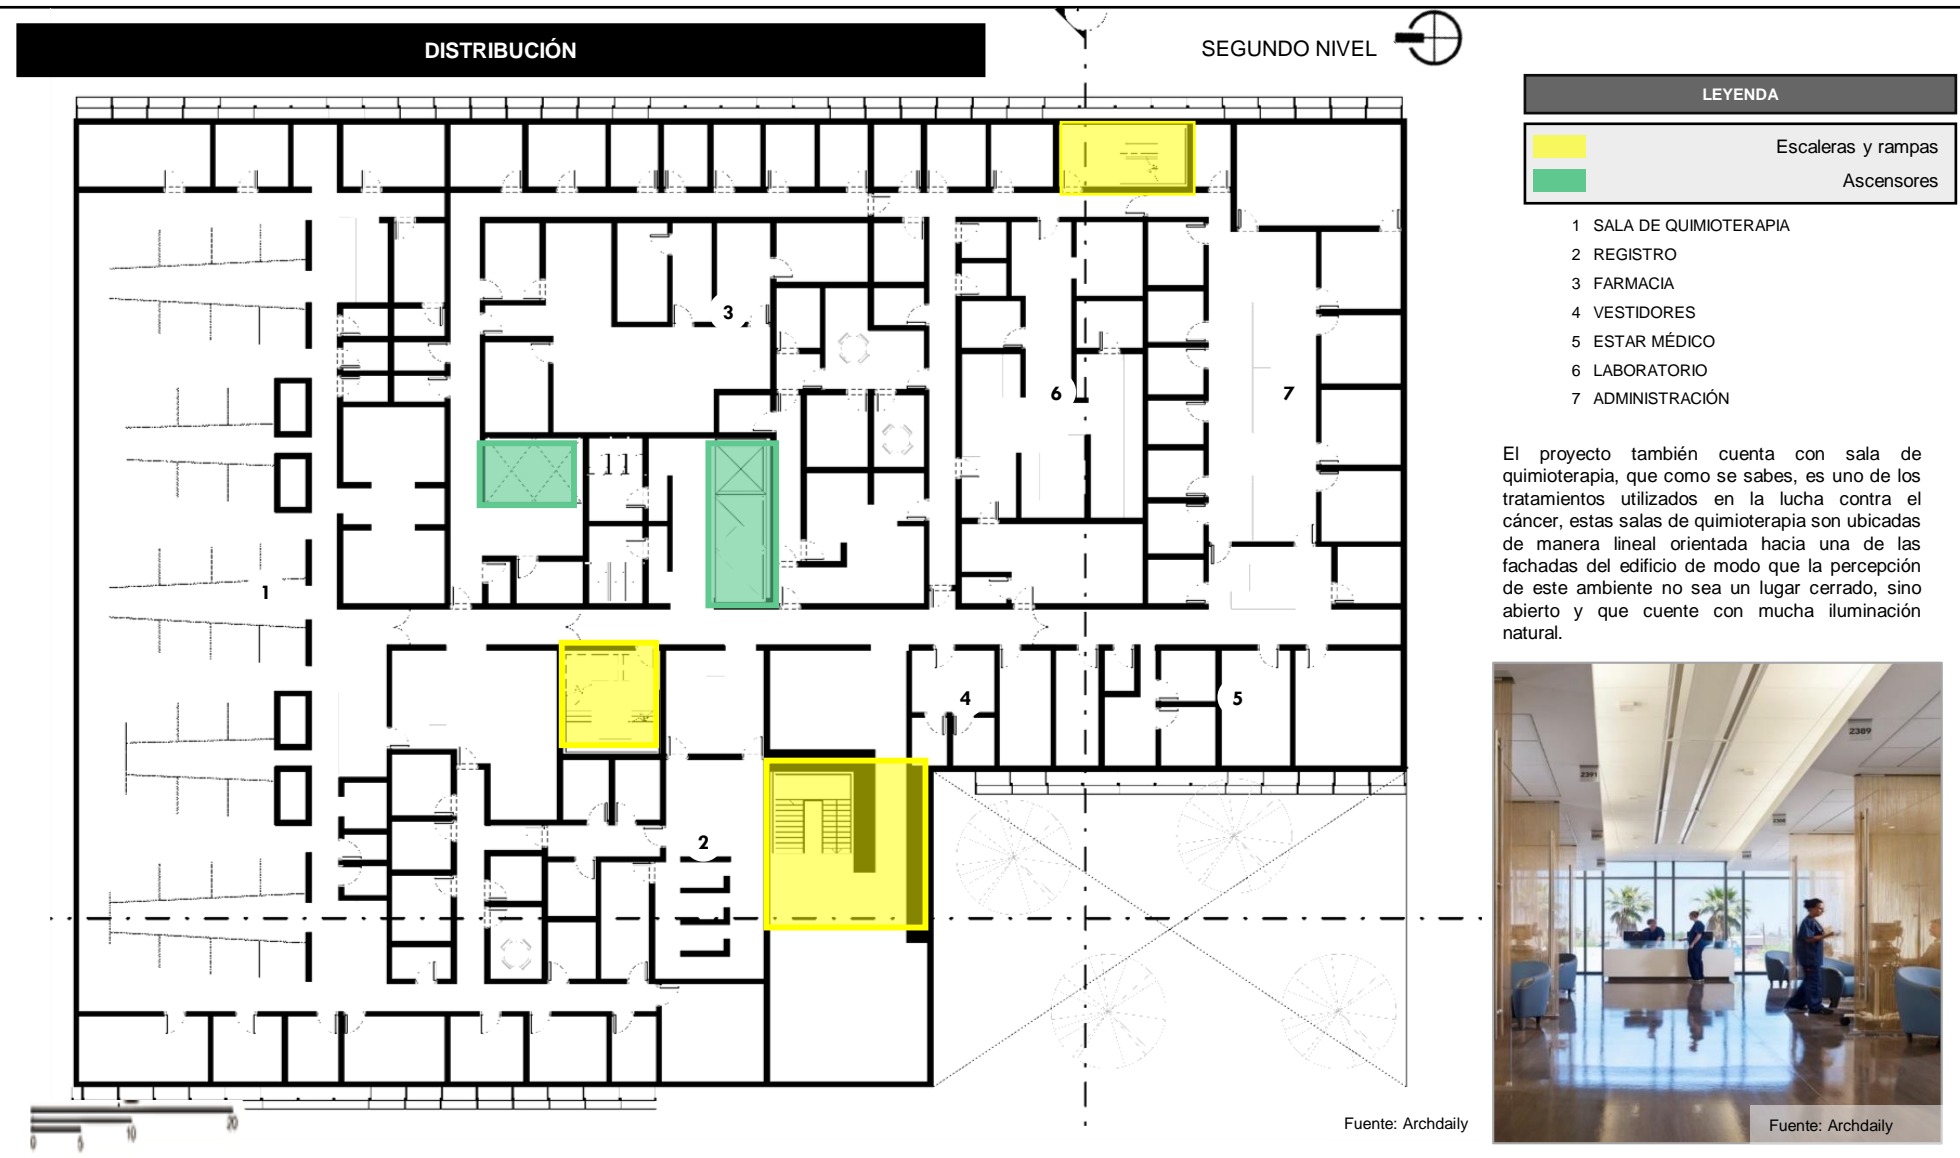 DISTRIBUCIÓN
SEGUNDO NIVEL
LEYENDA
Escaleras y rampas
Ascensores
1 SALA DE QUIMIOTERAPIA
2 REGISTRO
3 FARMACIA
4 VESTIDORES
5 ESTAR MÉDICO
6 LABORATORIO
7 ADMINISTRACIÓN
El proyecto también cuenta con sala de
quimioterapia, que como se sabes, es uno de los
tratamientos utilizados en la lucha contra el
cáncer, estas salas de quimioterapia son ubicadas
de manera lineal orientada hacia una de las
fachadas del edificio de modo que la percepción
de este ambiente no sea un lugar cerrado, sino
abierto y que cuente con mucha iluminación
natural.
3
6
7
1
4
5
2
2389
2391
0 5 10 20
Fuente: Archdaily
Fuente: Archdaily